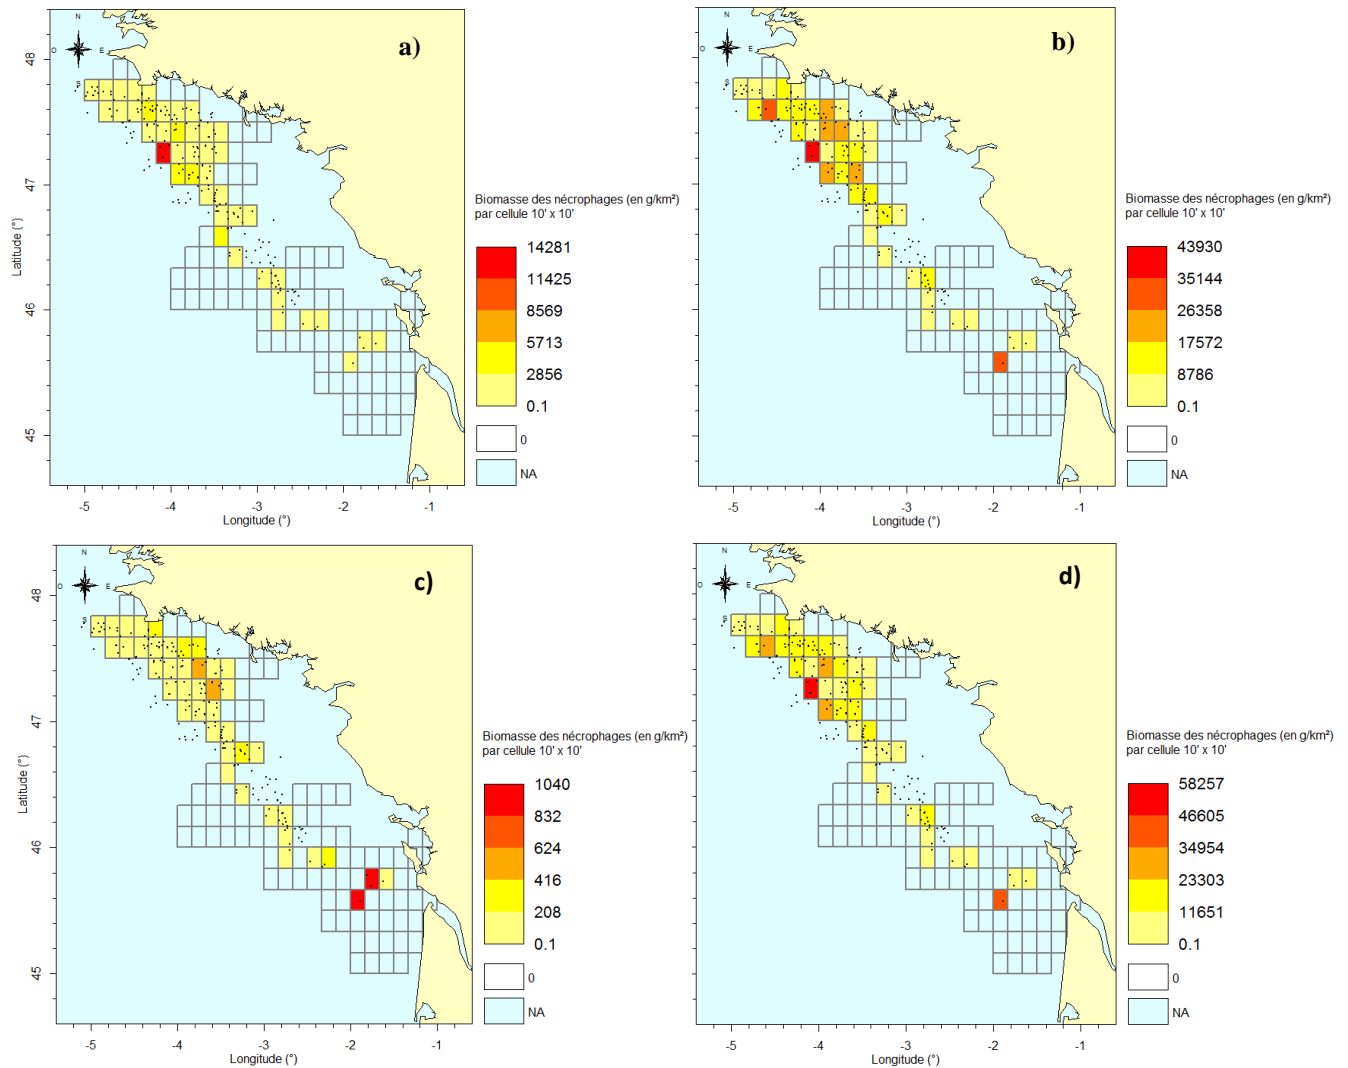 a)
N
O
E
S
48
47
46
45
Latitude (°)
-5
-4
-3
-2
-1
Longitude (°)
Biomasse des nécrophages (en g/km²)
par cellule 10' x 10'
14281
11425
8569
5713
2856
0.1
0
NA
b)
N
O
E
S
-5
-4
-3
-2
-1
Longitude (°)
Biomasse des nécrophages (en g/km²)
par cellule 10' x 10'
43930
35144
26358
17572
8786
0.1
0
NA
c)
N
O
E
S
48
47
46
45
Latitude (°)
-5
-4
-3
-2
-1
Longitude (°)
Biomasse des nécrophages (en g/km²)
par cellule 10' x 10'
1040
832
624
416
208
0.1
0
NA
d)
N
O
E
S
-5
-4
-3
-2
-1
Longitude (°)
Biomasse des nécrophages (en g/km²)
par cellule 10' x 10'
58257
46605
34954
23303
11651
0.1
0
NA